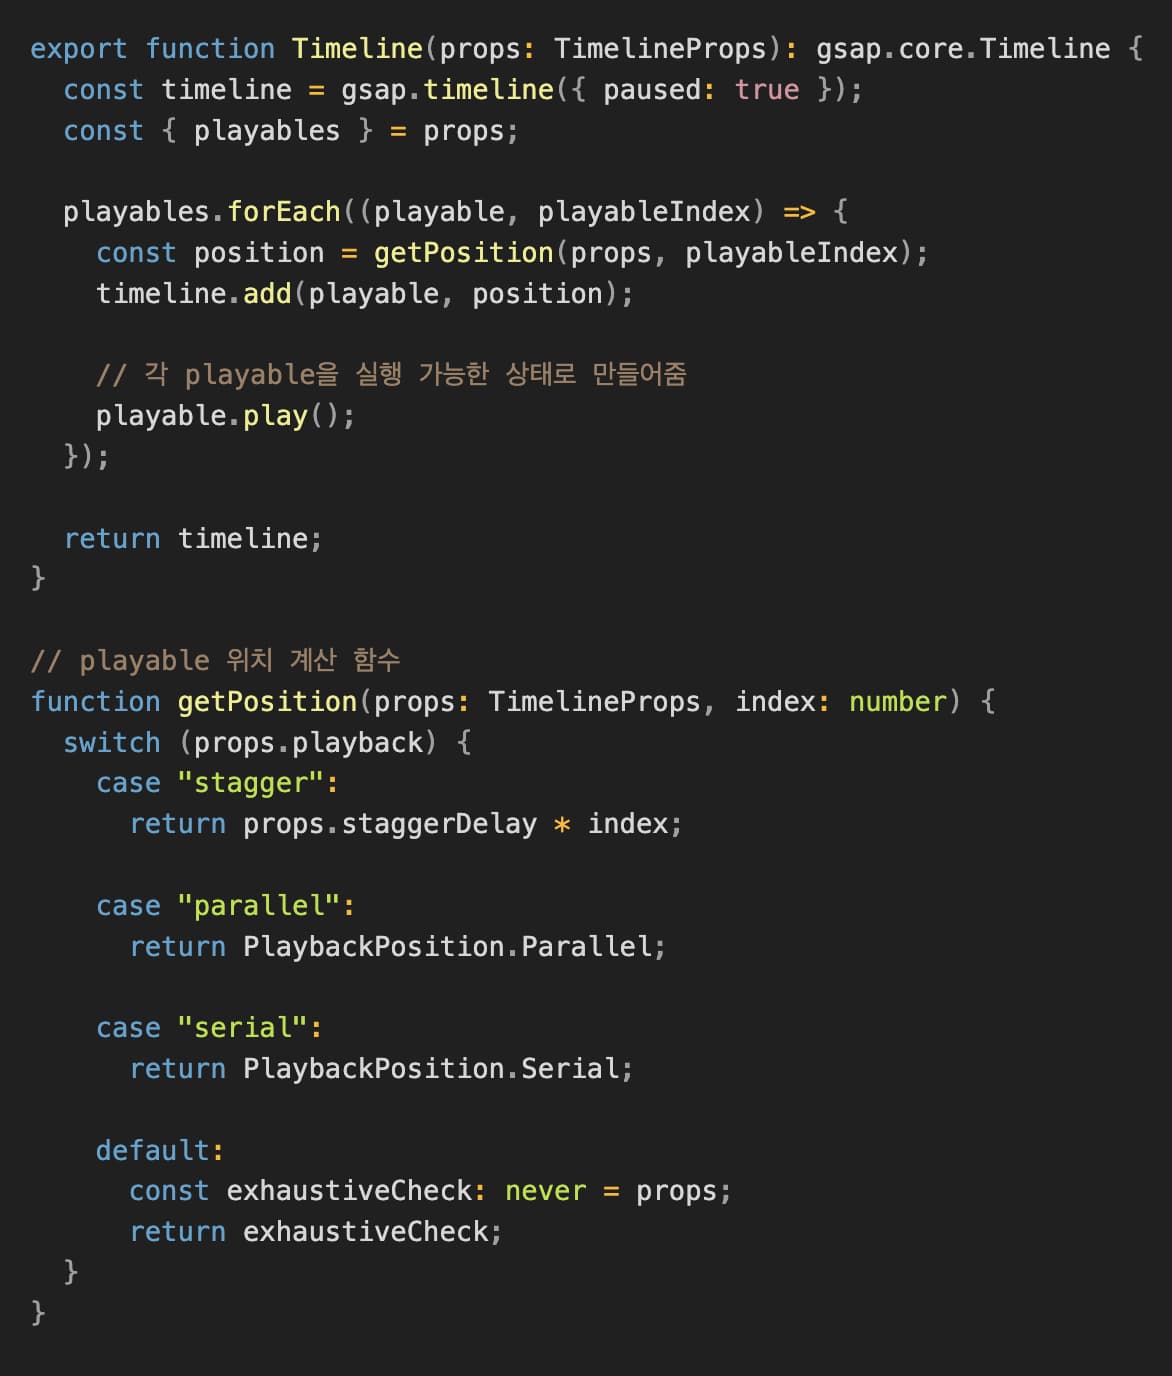 export function Timeline(props: TimelineProps): gsap.core.Timeline {
  const timeline = gsap.timeline({ paused: true });
  const { playables } = props;

  playables.forEach((playable, playableIndex) => {
    const position = getPosition(props, playableIndex);
    timeline.add(playable, position);

    // 각 playable을 실행 가능한 상태로 만들어줌
    playable.play();
  });

  return timeline;
}

// playable 위치 계산 함수
function getPosition(props: TimelineProps, index: number) {
  switch (props.playback) {
    case "stagger":
      return props.staggerDelay * index;

    case "parallel":
      return PlaybackPosition.Parallel;

    case "serial":
      return PlaybackPosition.Serial;

    default:
      const exhaustiveCheck: never = props;
      return exhaustiveCheck;
  }
}